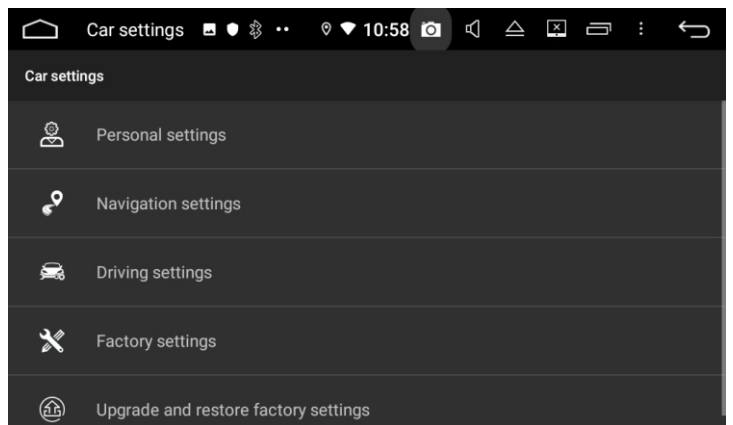 Car settings 10:58
Car settings
Personal settings
Navigation settings
Driving settings
Factory settings
Upgrade and restore factory settings